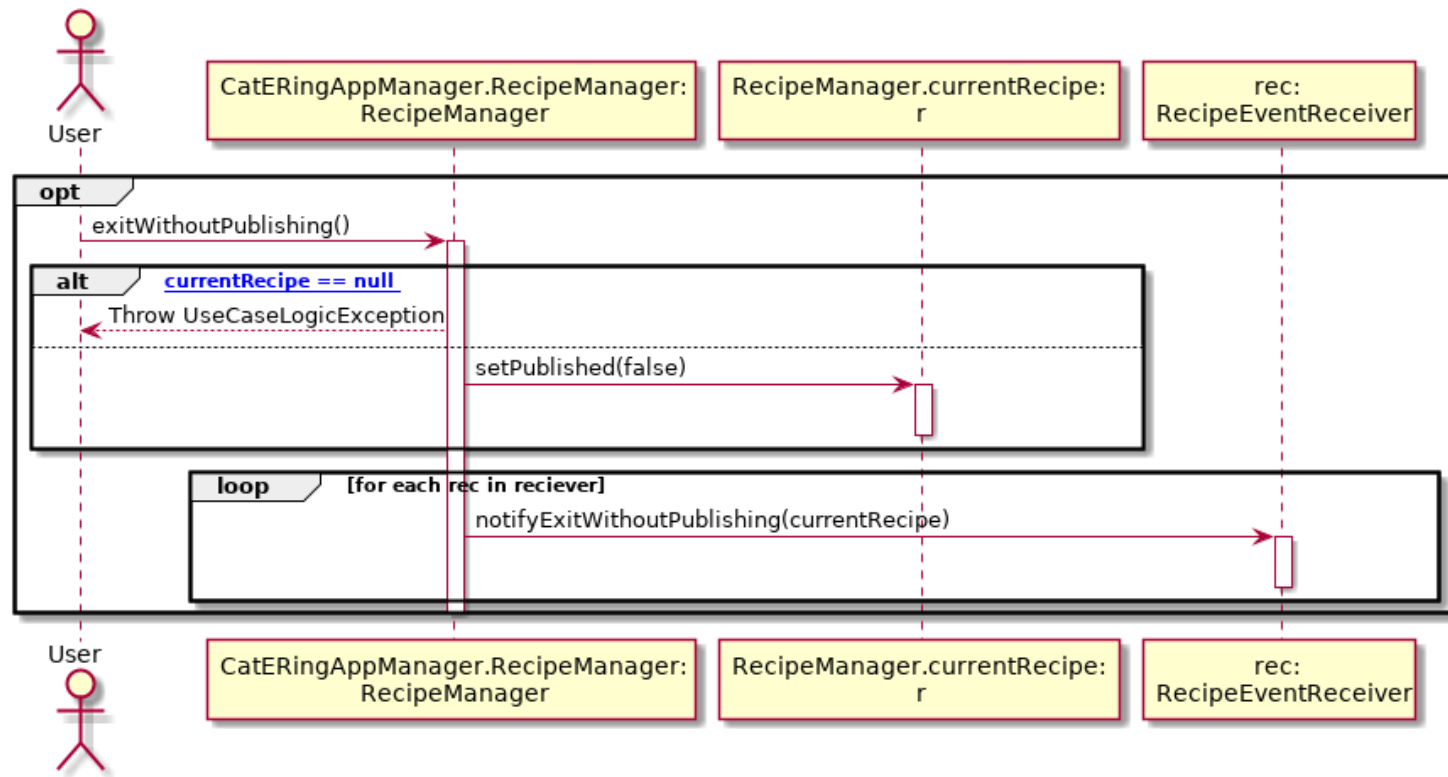 User
CatERingAppManager.RecipeManager:
RecipeManager
RecipeManager.currentRecipe:
r
rec:
RecipeEventReceiver
opt
exitWithoutPublishing()
alt currentRecipe == null
Throw UseCaseLogicException
setPublished(false)
loop [for each rec in reciever]
notifyExitWithoutPublishing(currentRecipe)
User
CatERingAppManager.RecipeManager:
RecipeManager
RecipeManager.currentRecipe:
r
rec:
RecipeEventReceiver